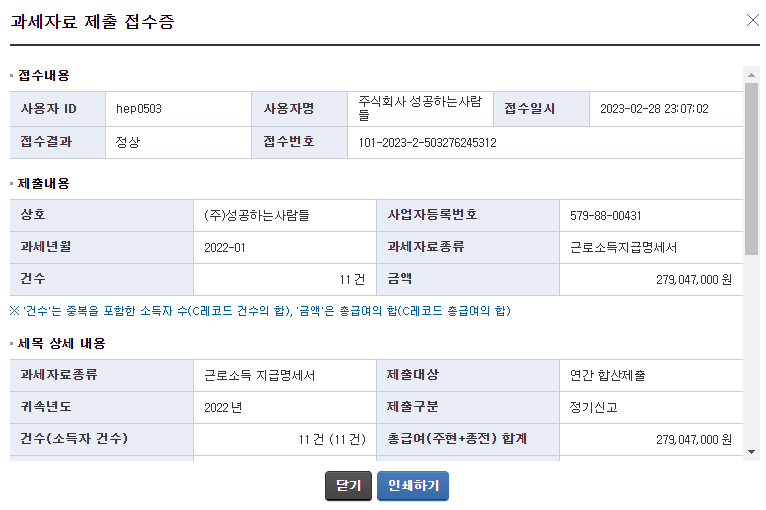 과세자료 제출 접수증
접수내용
사용자 ID hep0503 사용자명 주식회사 성공하는사람들 접수일시 2023-02-28 23:07:02
접수결과 정상 접수번호 101-2023-2-503276245312
제출내용
상호 (주)성공하는사람들 사업자등록번호 579-88-00431
과세년월 2022-01 과세자료종류 근로소득지급명세서
건수 11 건 금액 279,047,000 원
※ '건수'는 중복을 포함한 소득자 수(C레코드 건수의 합), '금액'은 총급여의 합(C레코드 총급여의 합)
세목 상세 내용
과세자료종류 근로소득 지급명세서 제출대상 연간 합산제출
귀속년도 2022 년 제출구분 정기신고
건수(소득자 건수) 11 건 (11 건) 총급여(주현+종전) 합계 279,047,000 원
닫기 인쇄하기